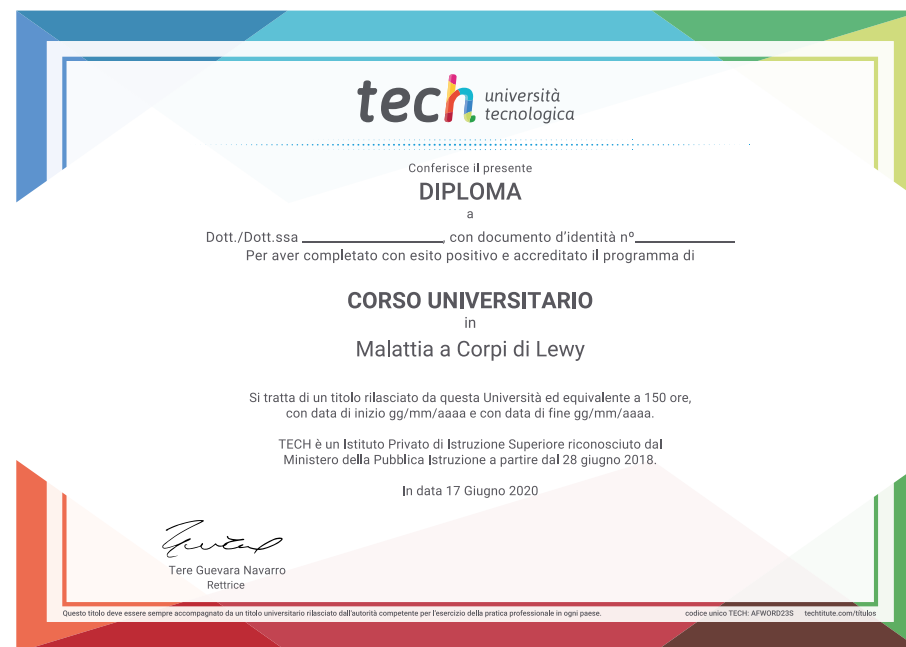 tech università
tecnologica
Conferisce il presente
DIPLOMA
a
Dott./Dott.ssa ____________________, con documento d'identità nº______________
Per aver completato con esito positivo e accreditato il programma di
CORSO UNIVERSITARIO
in
Malattia a Corpi di Lewy
Si tratta di un titolo rilasciato da questa Università ed equivalente a 150 ore,
con data di inizio gg/mm/aaaa e con data di fine gg/mm/aaaa.
TECH è un Istituto Privato di Istruzione Superiore riconosciuto dal
Ministero della Pubblica Istruzione a partire dal 28 giugno 2018.
In data 17 Giugno 2020
Tere Guevara Navarro
Rettrice
Questo titolo deve essere sempre accompagnato da un titolo universitario rilasciato dall'autorità competente per l'esercizio della pratica professionale in ogni paese. codice unico TECH: AFWORD23S techtitute.com/títulos